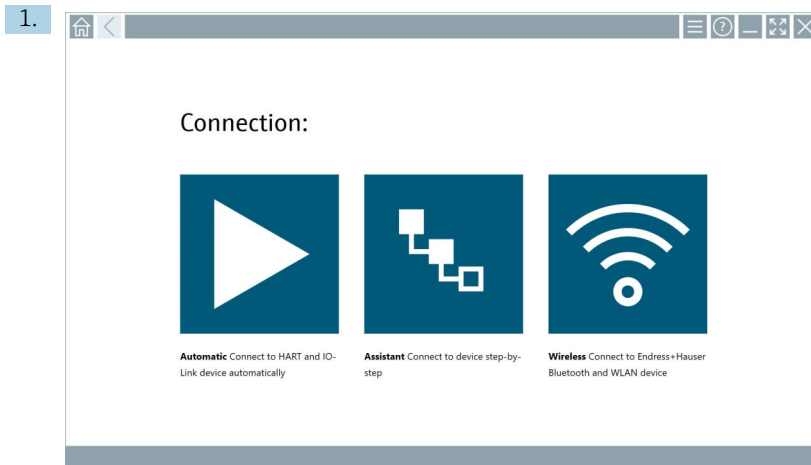 1.
Connection:
Automatic Connect to HART and IO-
Link device automatically
Assistant Connect to device step-by-
step
Wireless Connect to Endress+Hauser
Bluetooth and WLAN device